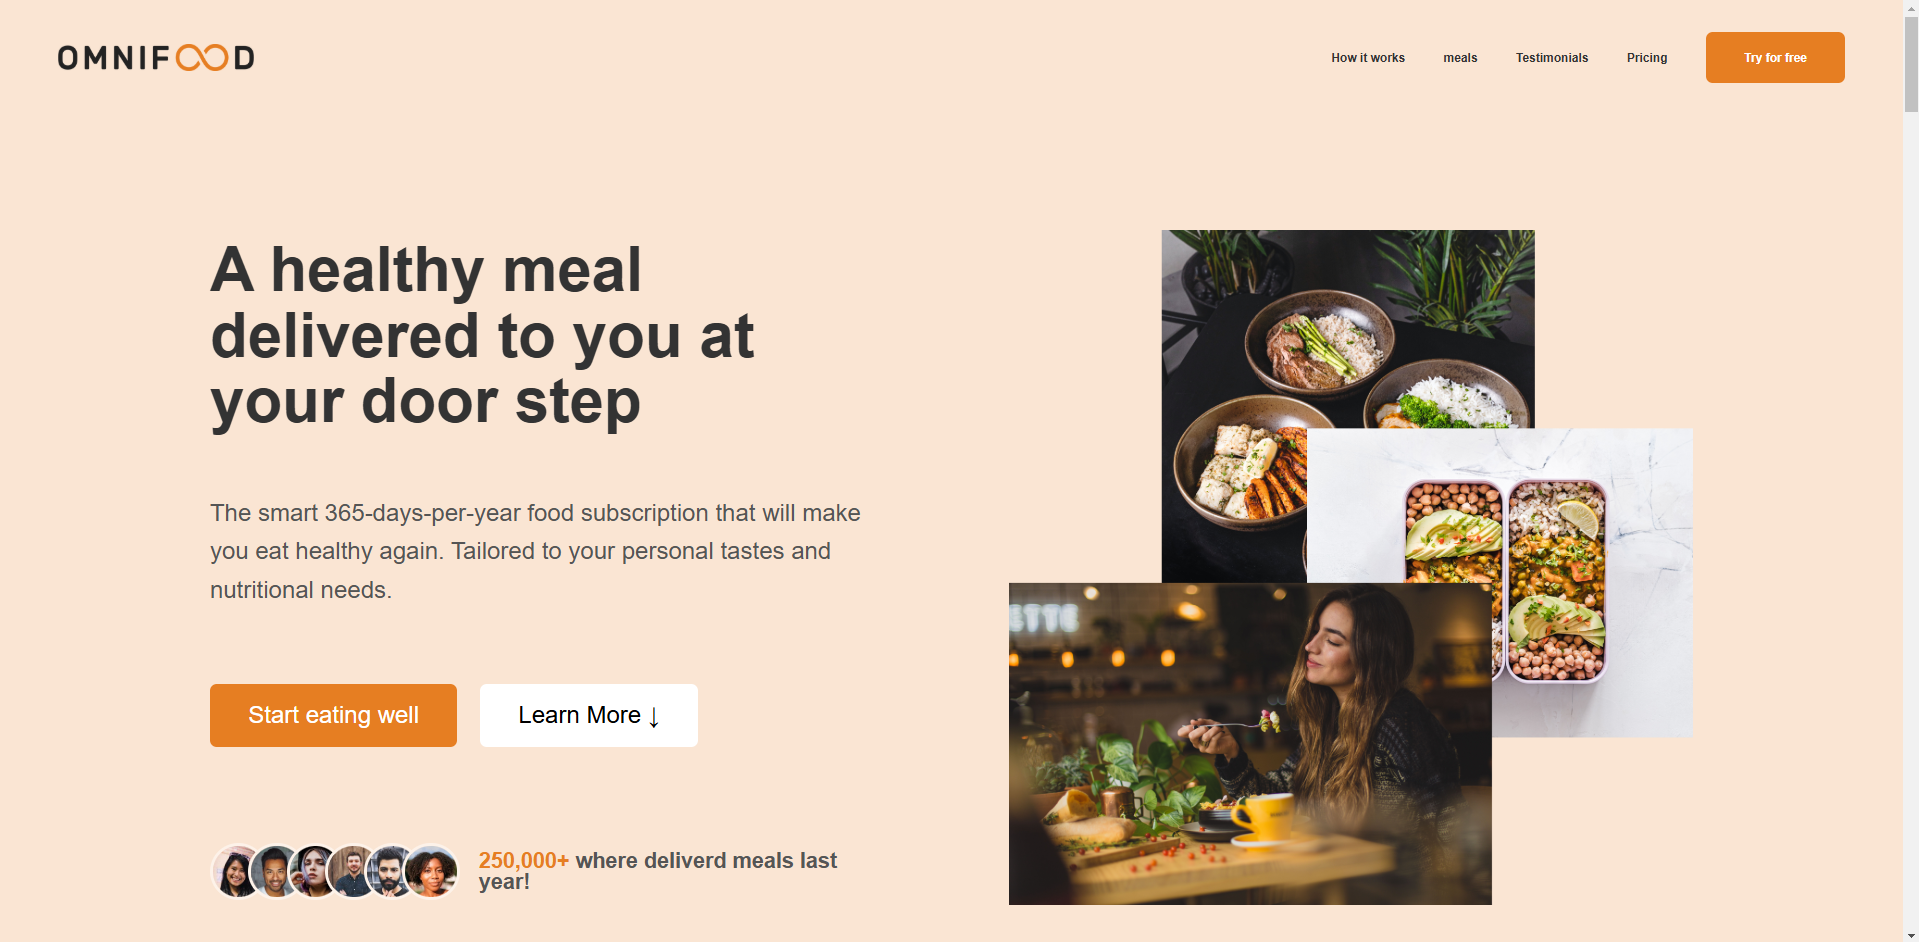 OMNIFOOD
How it works meals Testimonials Pricing Try for free
A healthy meal
delivered to you at
your door step
The smart 365-days-per-year food subscription that will make
you eat healthy again. Tailored to your personal tastes and
nutritional needs.
Start eating well Learn More ↓
250,000+ where deliverd meals last
year!
ETTE